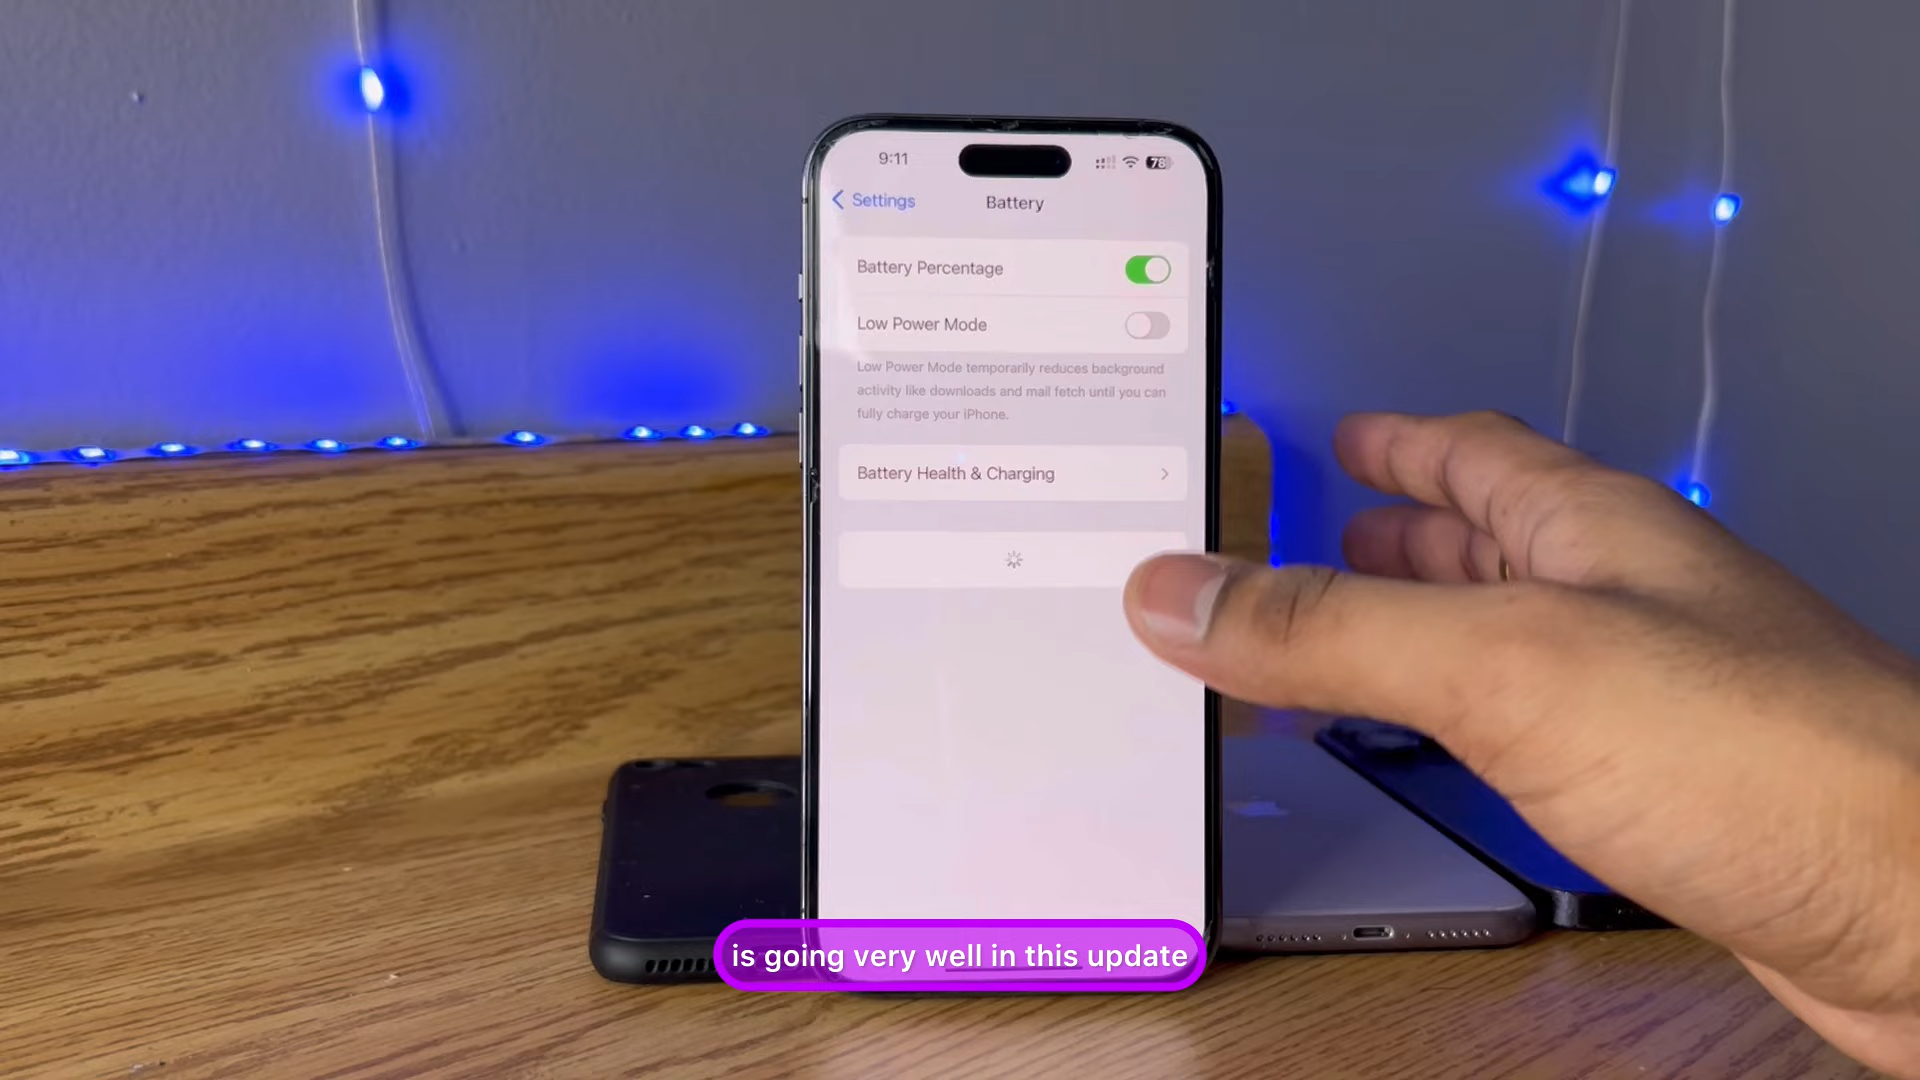 9:11
78
Settings
Battery
Battery Percentage
Low Power Mode
Low Power Mode temporarily reduces background
activity like downloads and mail fetch until you can
fully charge your iPhone.
Battery Health & Charging
is going very well in this update